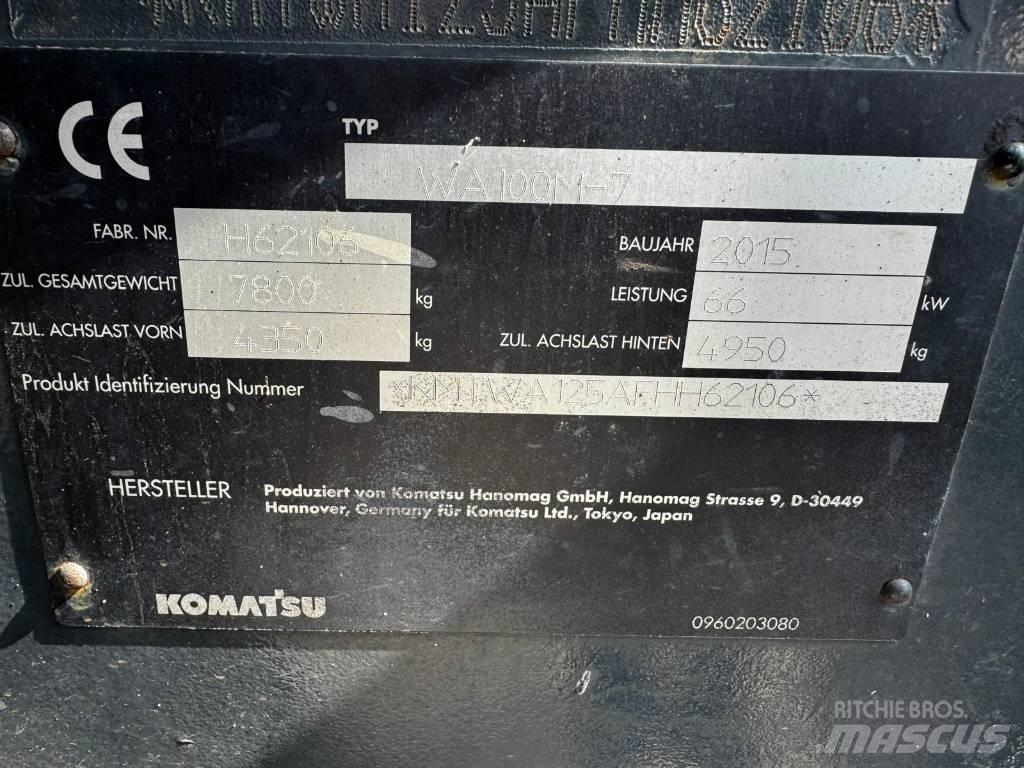 CE
TYP WA100M-7
FABR. NR. H62106 BAUJAHR 2015
ZUL. GESAMTGEWICHT 7800 kg LEISTUNG 66 kW
ZUL. ACHSLAST VORN 4350 kg ZUL. ACHSLAST HINTEN 4950 kg
Produkt Identifizierung Nummer
HERSTELLER Produziert von Komatsu Hanomag GmbH, Hanomag Strasse 9, D-30449
Hannover, Germany für Komatsu Ltd., Tokyo, Japan
KOMATSU
0960203080
RITCHIE BROS.
MASCUS